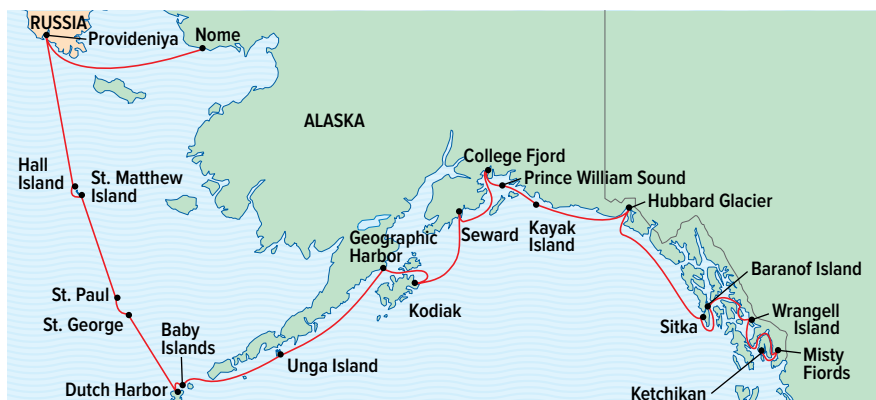 RUSSIA
Provideniya
Nome
ALASKA
Hall
Island
St. Matthew
Island
College Fjord
Prince William Sound
Hubbard Glacier
Kayak
Island
Seward
Geographic
Harbor
Kodiak
Baranof Island
St. Paul
St. George
Baby
Islands
Sitka
Wrangell
Island
Unga Island
Misty
Fiords
Dutch Harbor
Ketchikan